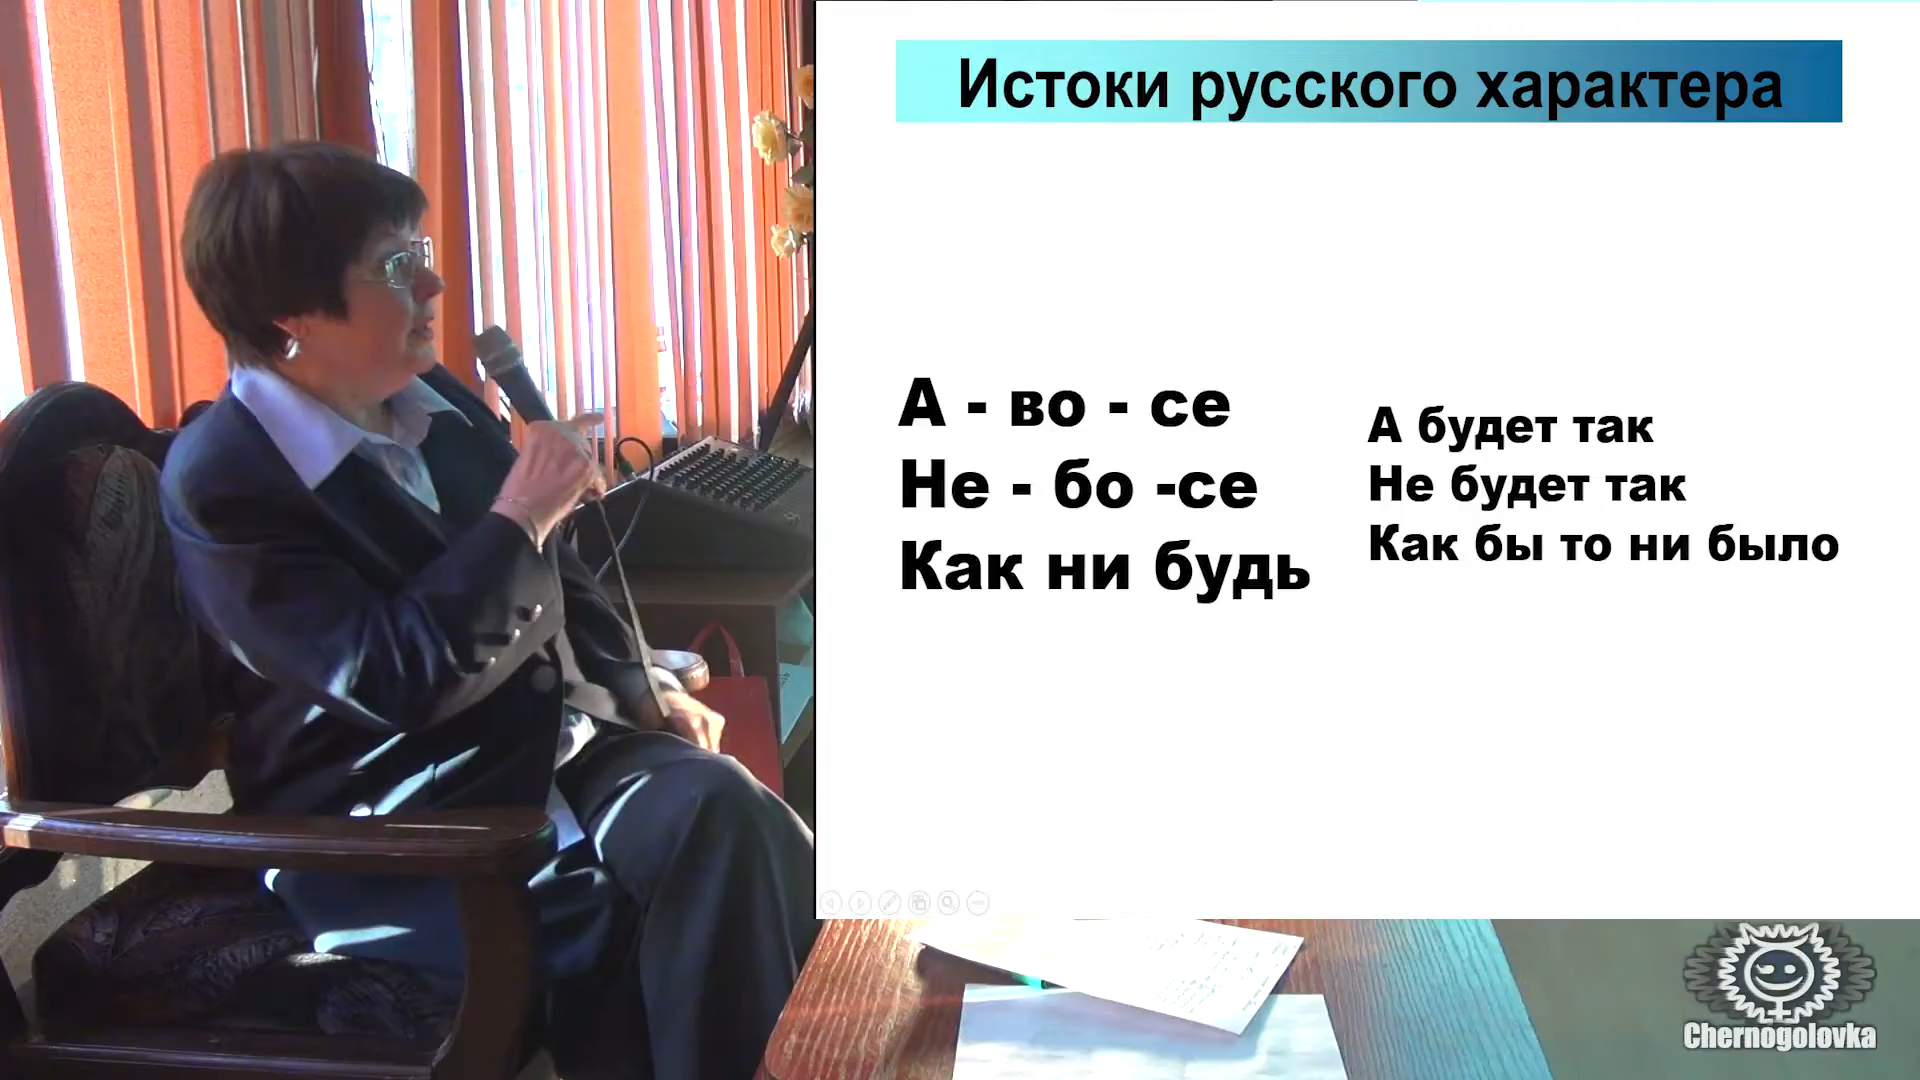 Истоки русского характера
А - во - се
Не - бо -се
Как ни будь
А будет так
Не будет так
Как бы то ни было
Chernogolovka